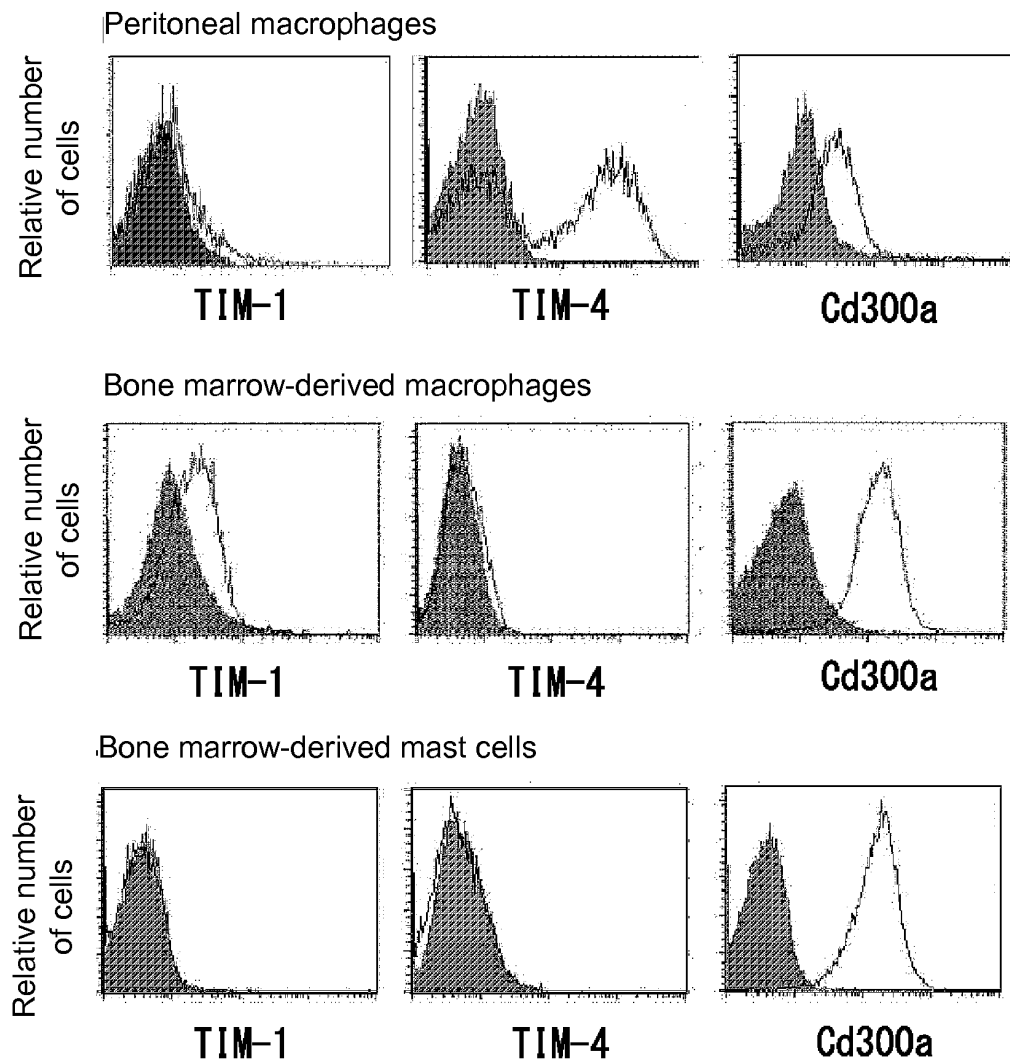 Peritoneal macrophages
Relative number
of cells
TIM-1
TIM-4
Cd300a
Bone marrow-derived macrophages
Relative number
of cells
TIM-1
TIM-4
Cd300a
Bone marrow-derived mast cells
Relative number
of cells
TIM-1
TIM-4
Cd300a